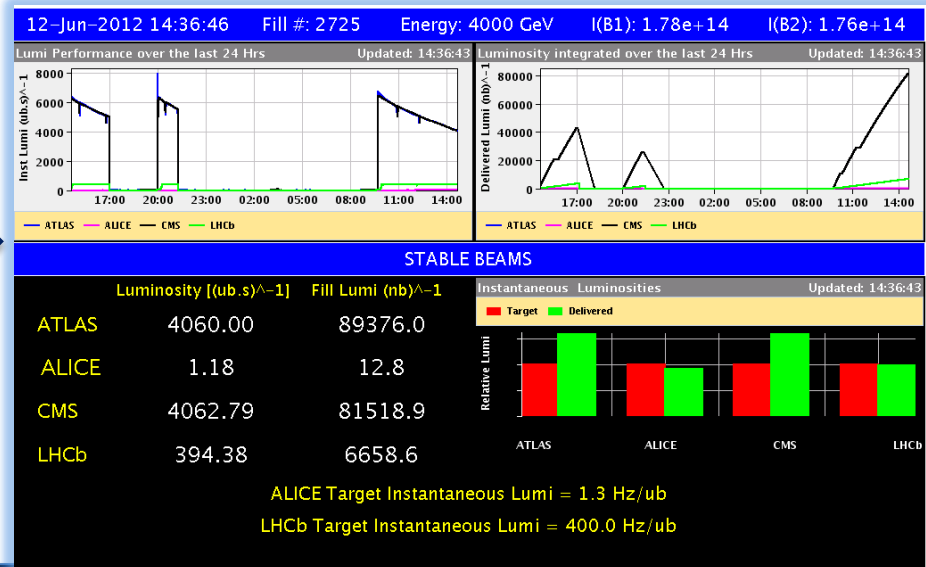 12-Jun-2012 14:36:46 Fill #: 2725 Energy: 4000 GeV I(B1): 1.78e+14 I(B2): 1.76e+14
Lumi Performance over the last 24 Hrs Updated: 14:36:43
Inst Lumi (ub.s)^-1
8000
6000
4000
2000
0
17:00 20:00 23:00 02:00 05:00 08:00 11:00 14:00
ATLAS ALICE CMS LHCb
Luminosity integrated over the last 24 Hrs Updated: 14:36:43
Delivered Lumi (nb)^-1
80000
60000
40000
20000
0
17:00 20:00 23:00 02:00 05:00 08:00 11:00 14:00
ATLAS ALICE CMS LHCb
STABLE BEAMS
Luminosity [(ub.s)^-1] Fill Lumi (nb)^-1
ATLAS 4060.00 89376.0
ALICE 1.18 12.8
CMS 4062.79 81518.9
LHCb 394.38 6658.6
Instantaneous Luminosities Updated: 14:36:43
Target Delivered
Relative Lumi
ATLAS ALICE CMS LHCb
ALICE Target Instantaneous Lumi = 1.3 Hz/ub
LHCb Target Instantaneous Lumi = 400.0 Hz/ub